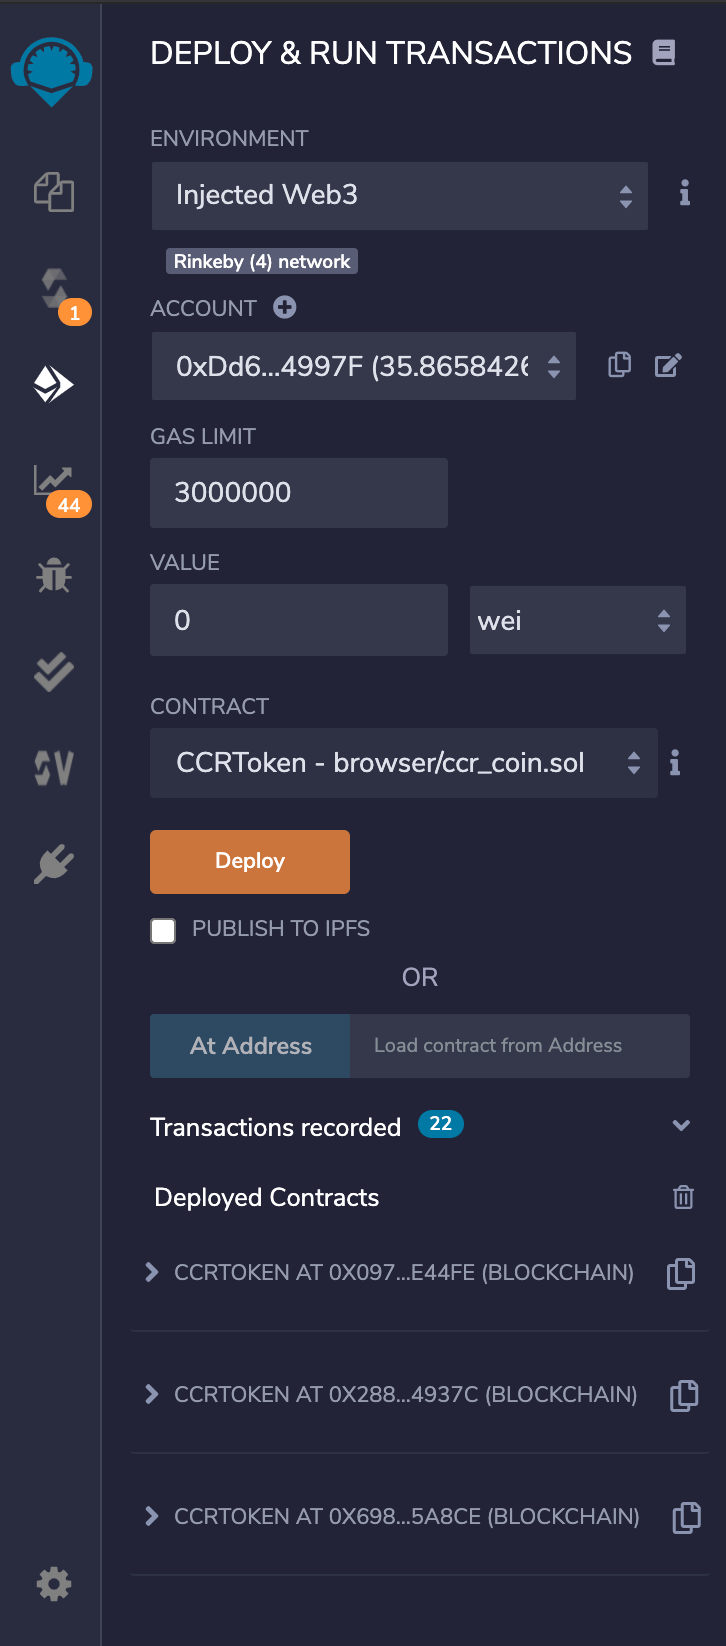 DEPLOY & RUN TRANSACTIONS
ENVIRONMENT
Injected Web3
Rinkeby (4) network
1
ACCOUNT
0xDd6...4997F (35.8658426
GAS LIMIT
3000000
44
VALUE
0 wei
CONTRACT
CCRToken - browser/ccr_coin.sol
SV
Deploy
PUBLISH TO IPFS
OR
At Address Load contract from Address
Transactions recorded 22
Deployed Contracts
CCRTOKEN AT 0X097...E44FE (BLOCKCHAIN)
CCRTOKEN AT 0X288...4937C (BLOCKCHAIN)
CCRTOKEN AT 0X698...5A8CE (BLOCKCHAIN)